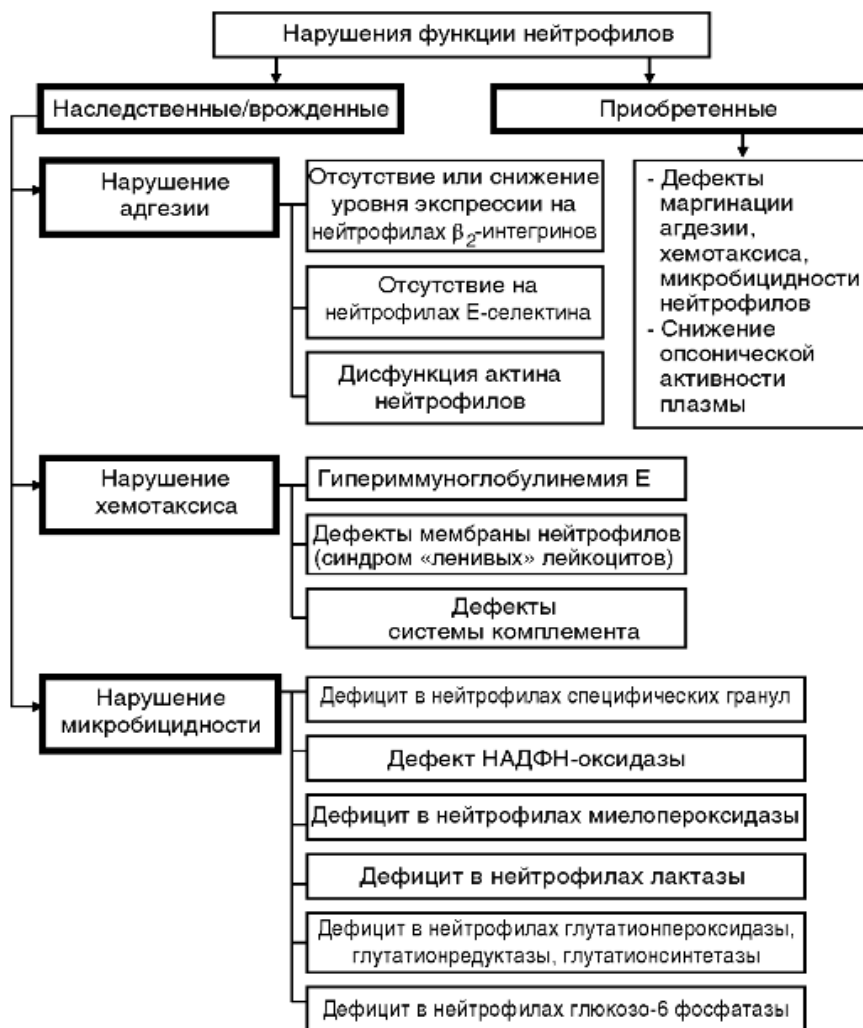 Нарушения функции нейтрофилов
Наследственные/врожденные
Приобретенные
Нарушение
адгезии
Отсутствие или снижение
уровня экспрессии на
нейтрофилах β₂-интегринов
Отсутствие на
нейтрофилах Е-селектина
Дисфункция актина
нейтрофилов
- Дефекты
маргинации
агдезии,
хемотаксиса,
микробицидности
нейтрофилов
- Снижение
опсонической
активности
плазмы
Нарушение
хемотаксиса
Гипериммуноглобулинемия Е
Дефекты мембраны нейтрофилов
(синдром «ленивых» лейкоцитов)
Дефекты
системы комплемента
Нарушение
микробицидности
Дефицит в нейтрофилах специфических гранул
Дефект НАДФН-оксидазы
Дефицит в нейтрофилах миелопероксидазы
Дефицит в нейтрофилах лактазы
Дефицит в нейтрофилах глутатионпероксидазы,
глутатионредуктазы, глутатионсинтетазы
Дефицит в нейтрофилах глюкозо-6 фосфатазы